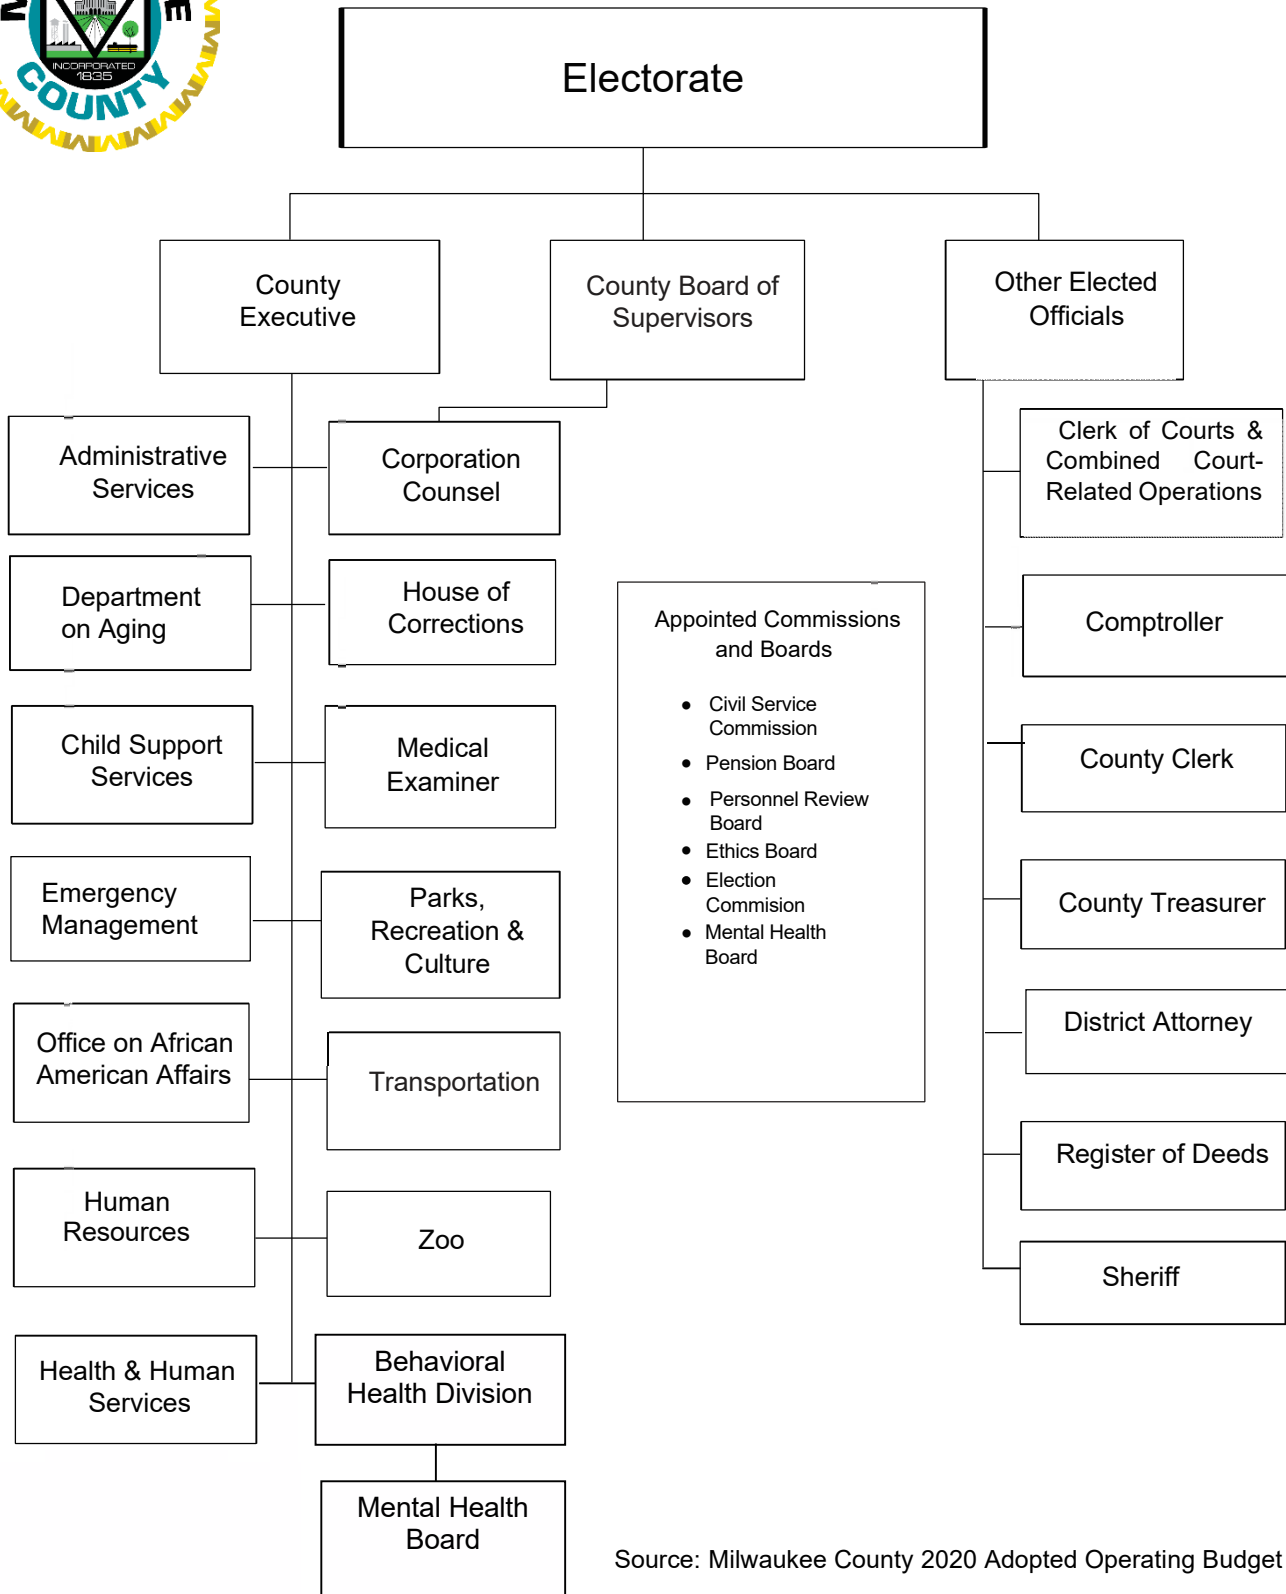 INCORPORATED
1835
COUNTY
Electorate
County
Executive
County Board of
Supervisors
Other Elected
Officials
Administrative
Services
Corporation
Counsel
Clerk of Courts &
Combined Court-
Related Operations
Department
on Aging
House of
Corrections
Appointed Commissions
and Boards
● Civil Service
Commission
● Pension Board
● Personnel Review
Board
● Ethics Board
● Election
Commision
● Mental Health
Board
Comptroller
Child Support
Services
Medical
Examiner
County Clerk
Emergency
Management
Parks,
Recreation &
Culture
County Treasurer
Office on African
American Affairs
Transportation
District Attorney
Human
Resources
Zoo
Register of Deeds
Sheriff
Health & Human
Services
Behavioral
Health Division
Mental Health
Board
Source: Milwaukee County 2020 Adopted Operating Budget